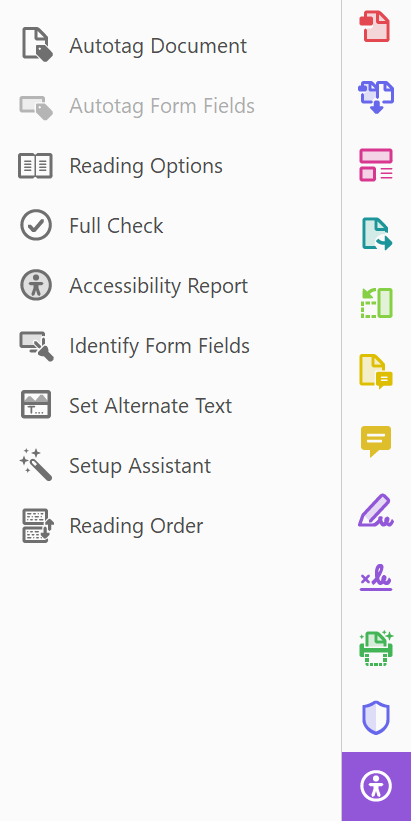 Autotag Document
Autotag Form Fields
Reading Options
Full Check
Accessibility Report
Identify Form Fields
Set Alternate Text
Setup Assistant
Reading Order